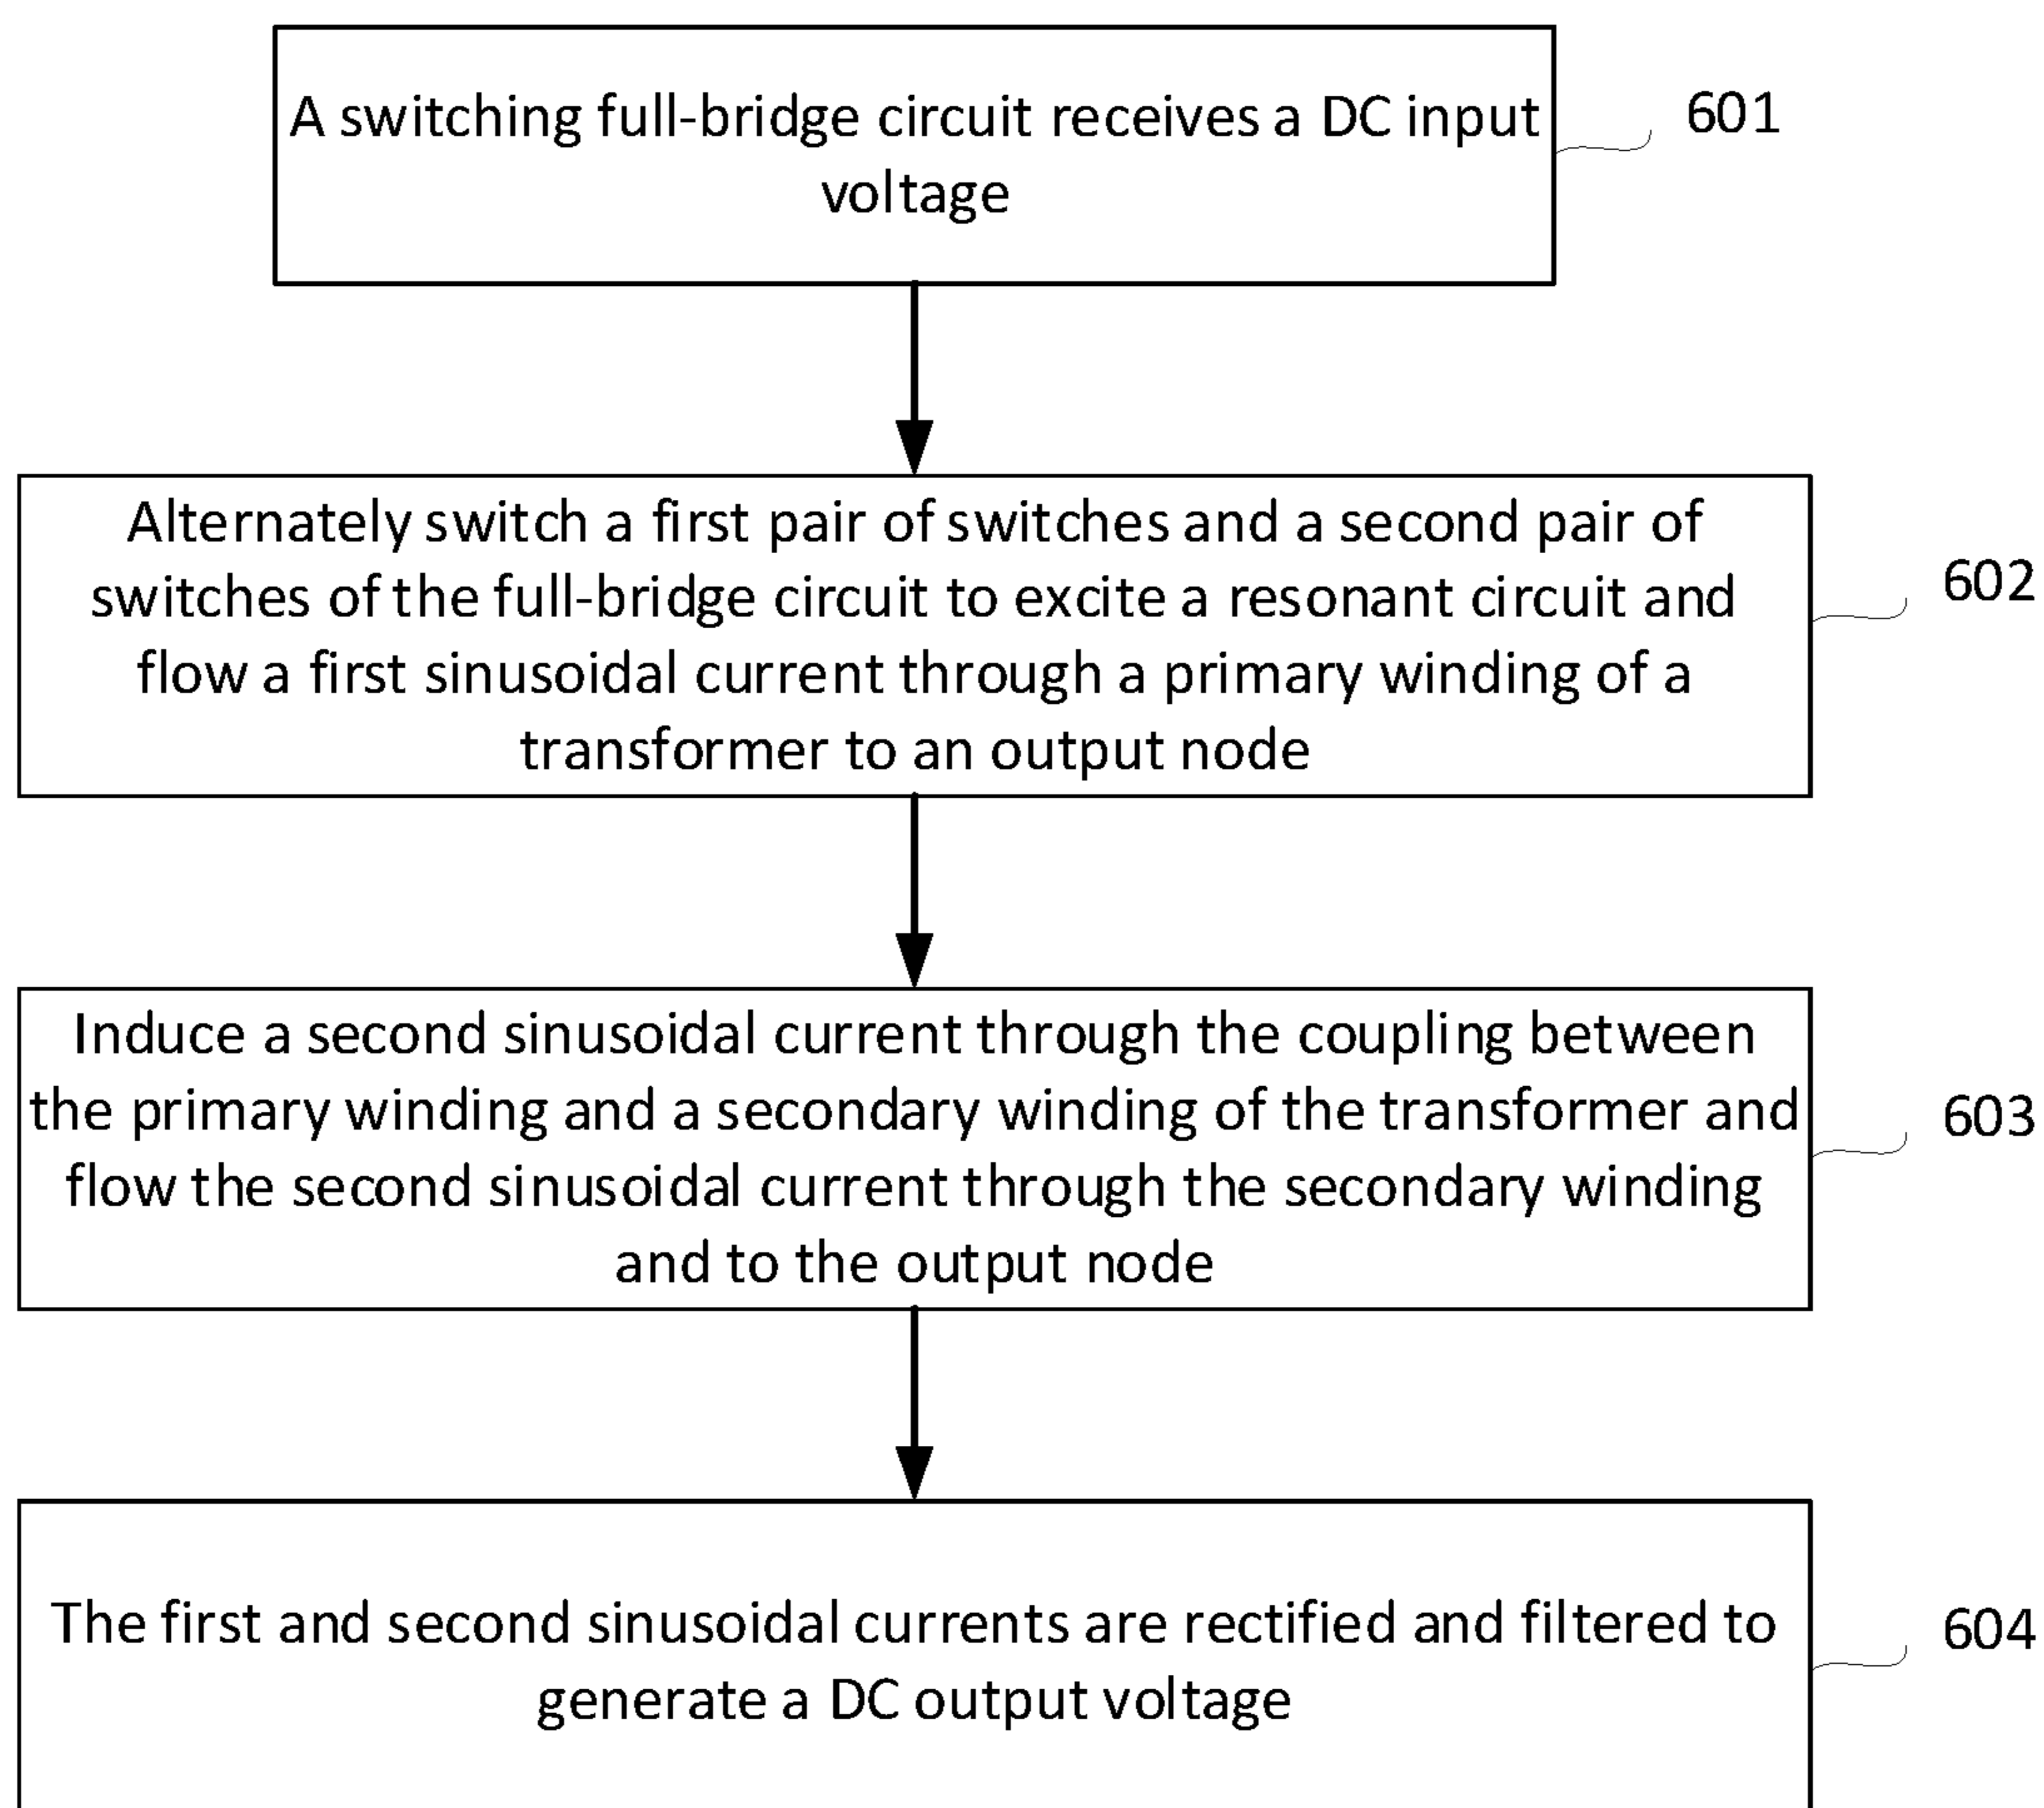 A switching full-bridge circuit receives a DC input
voltage
601
Alternately switch a first pair of switches and a second pair of
switches of the full-bridge circuit to excite a resonant circuit and
flow a first sinusoidal current through a primary winding of a
transformer to an output node
602
Induce a second sinusoidal current through the coupling between
the primary winding and a secondary winding of the transformer and
flow the second sinusoidal current through the secondary winding
and to the output node
603
The first and second sinusoidal currents are rectified and filtered to
generate a DC output voltage
604